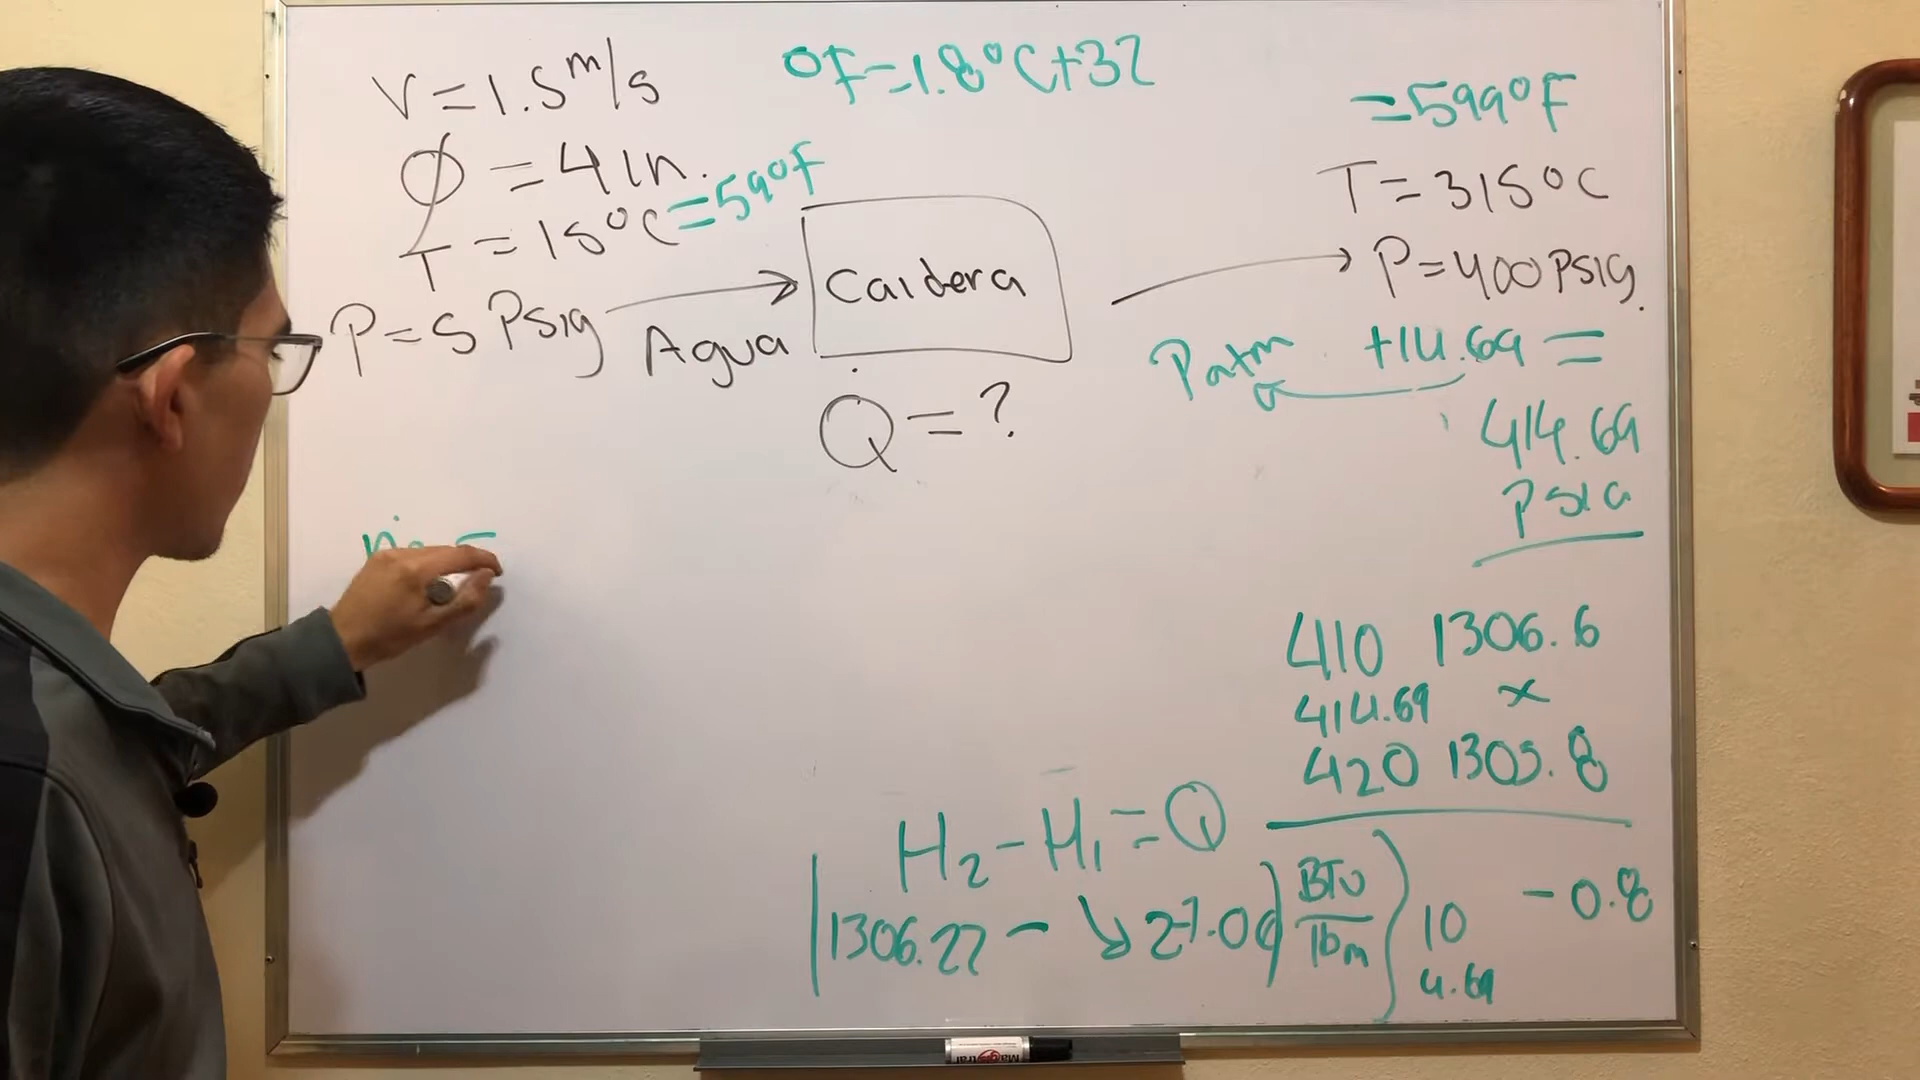 V = 1.5 m/s
°F = 1.8°C + 32
= 599°F
Ø = 4 in.
T = 15°C = 59°F
T = 315°C
P = 5 Psig
Agua
Caldera
P = 400 PSIG.
Patm +14.69 =
Q̇ = ?
414.69
PSIa
ṁ =
410 1306.6
414.69 x
420 1305.8
H₂ - H₁ = Q
1306.22 - 27.09) BTU/lbm
10 -0.8
4.69